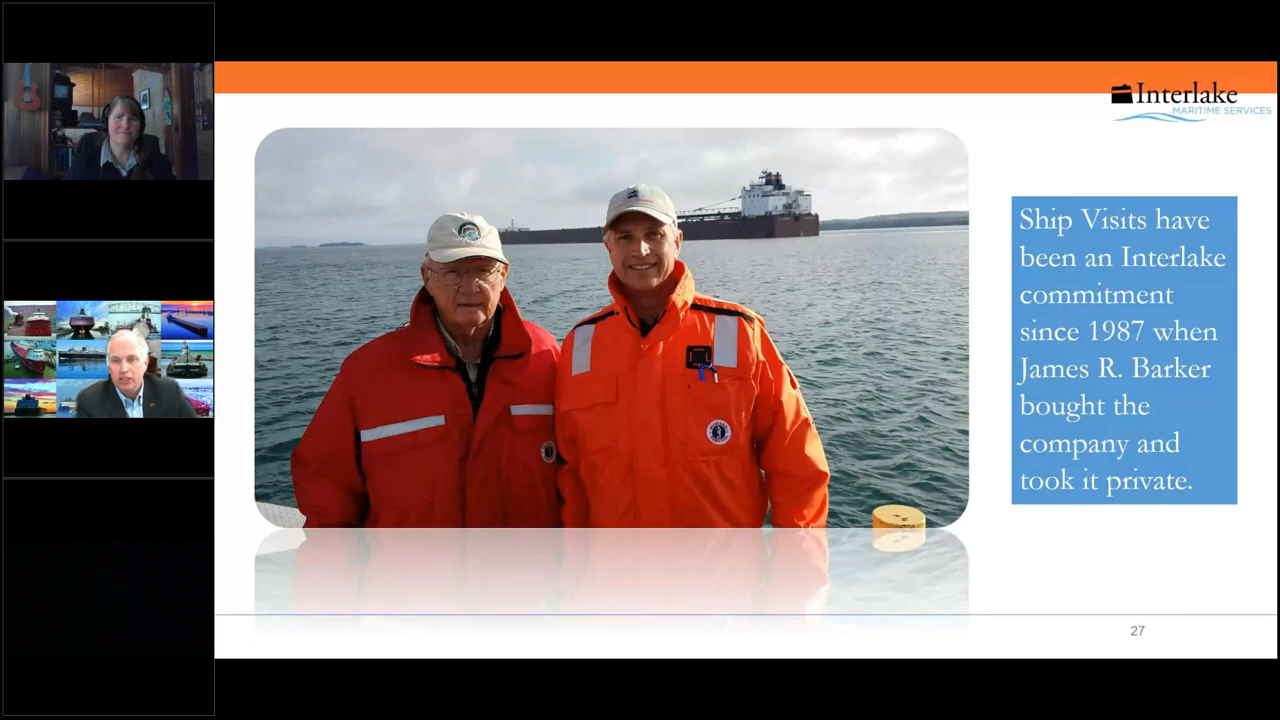 Interlake
MARITIME SERVICES
Ship Visits have
been an Interlake
commitment
since 1987 when
James R. Barker
bought the
company and
took it private.
27